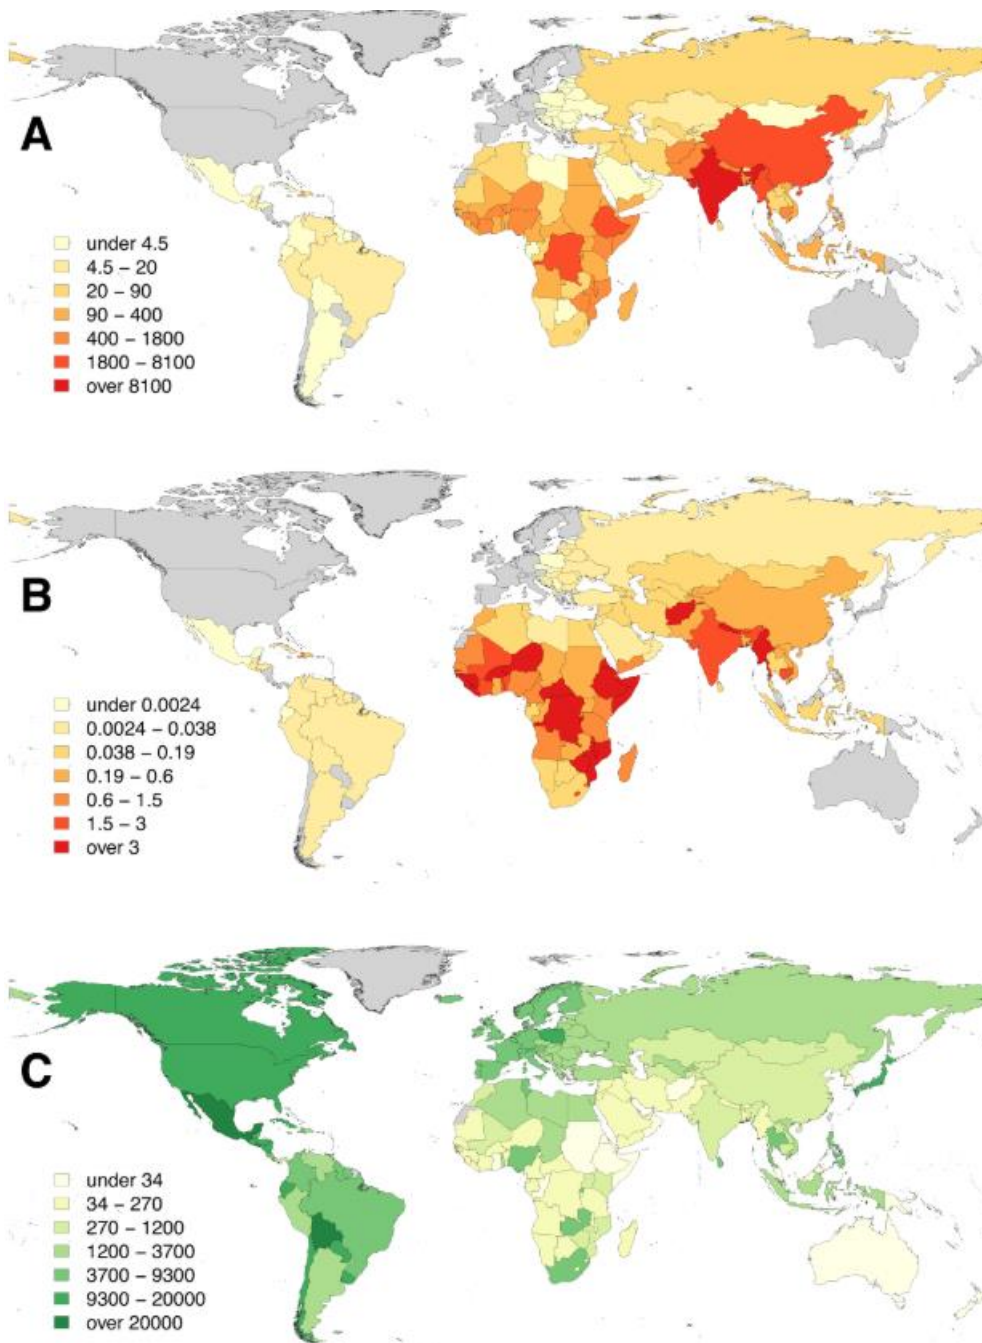 A
under 4.5
4.5 – 20
20 – 90
90 – 400
400 – 1800
1800 – 8100
over 8100
B
under 0.0024
0.0024 – 0.038
0.038 – 0.19
0.19 – 0.6
0.6 – 1.5
1.5 – 3
over 3
C
under 34
34 – 270
270 – 1200
1200 – 3700
3700 – 9300
9300 – 20000
over 20000